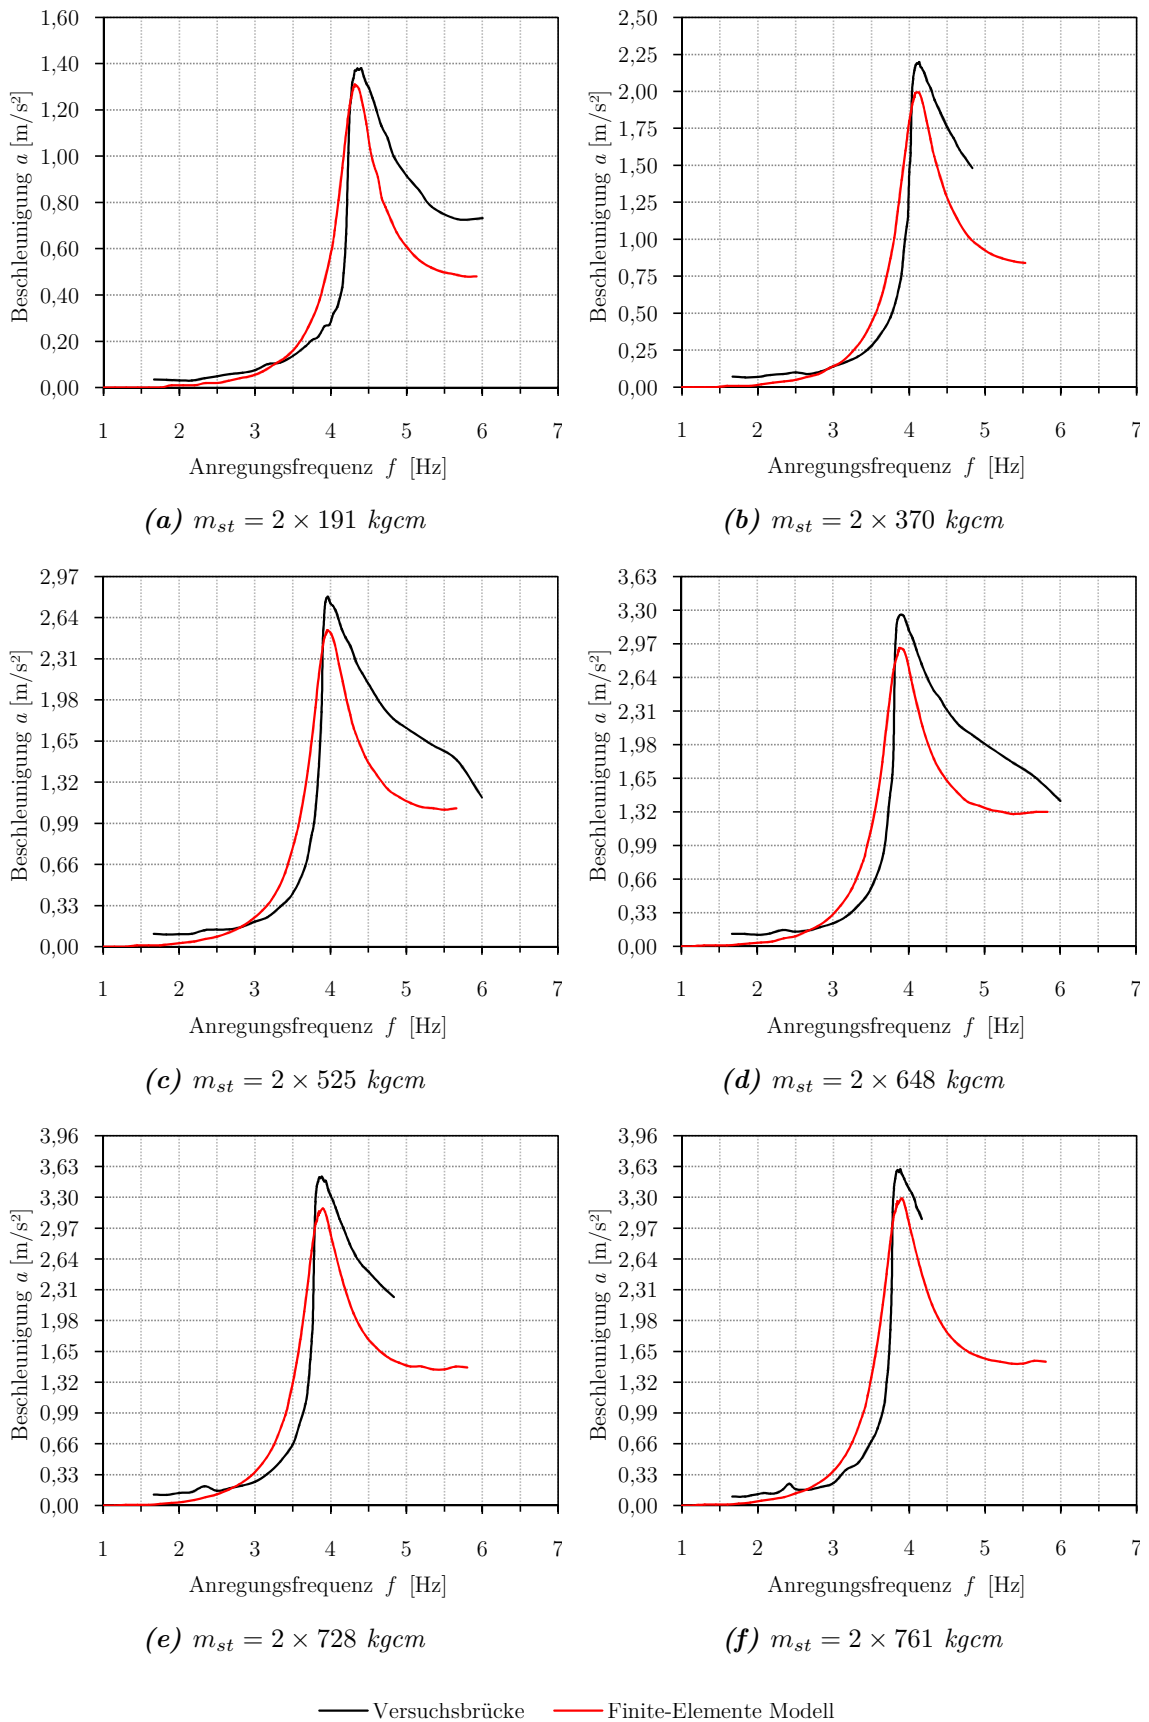 1,60
1,40
1,20
1,00
0,80
0,60
0,40
0,20
0,00
Beschleunigung a [m/s²]
1 2 3 4 5 6 7
Anregungsfrequenz f [Hz]
(a) m_st = 2 × 191 kgcm
2,50
2,25
2,00
1,75
1,50
1,25
1,00
0,75
0,50
0,25
0,00
Beschleunigung a [m/s²]
1 2 3 4 5 6 7
Anregungsfrequenz f [Hz]
(b) m_st = 2 × 370 kgcm
2,97
2,64
2,31
1,98
1,65
1,32
0,99
0,66
0,33
0,00
Beschleunigung a [m/s²]
1 2 3 4 5 6 7
Anregungsfrequenz f [Hz]
(c) m_st = 2 × 525 kgcm
3,63
3,30
2,97
2,64
2,31
1,98
1,65
1,32
0,99
0,66
0,33
0,00
Beschleunigung a [m/s²]
1 2 3 4 5 6 7
Anregungsfrequenz f [Hz]
(d) m_st = 2 × 648 kgcm
3,96
3,63
3,30
2,97
2,64
2,31
1,98
1,65
1,32
0,99
0,66
0,33
0,00
Beschleunigung a [m/s²]
1 2 3 4 5 6 7
Anregungsfrequenz f [Hz]
(e) m_st = 2 × 728 kgcm
3,96
3,63
3,30
2,97
2,64
2,31
1,98
1,65
1,32
0,99
0,66
0,33
0,00
Beschleunigung a [m/s²]
1 2 3 4 5 6 7
Anregungsfrequenz f [Hz]
(f) m_st = 2 × 761 kgcm
Versuchsbrücke Finite-Elemente Modell